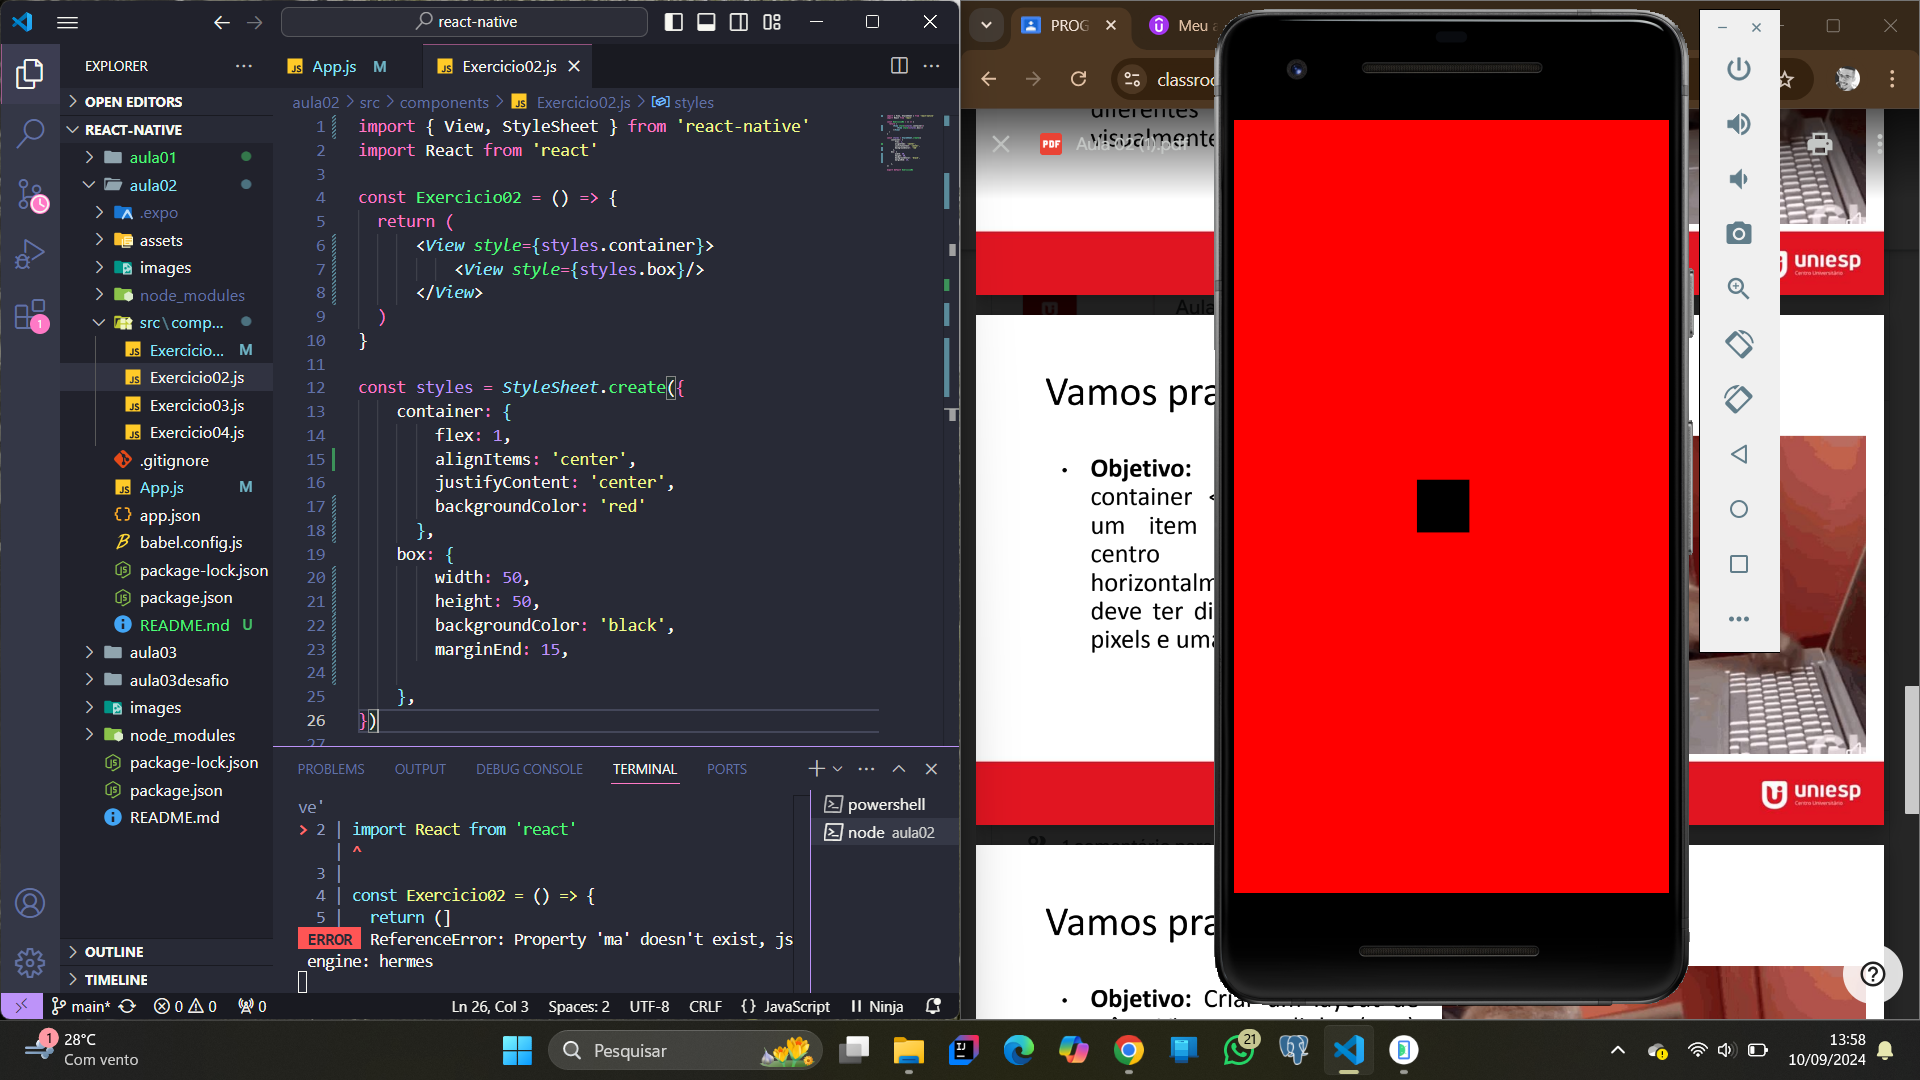 react-native
EXPLORER
OPEN EDITORS
REACT-NATIVE
aula01
aula02
.expo
assets
images
node_modules
src\comp...
Exercicio... M
Exercicio02.js
Exercicio03.js
Exercicio04.js
.gitignore
App.js M
app.json
babel.config.js
package-lock.json
package.json
README.md U
aula03
aula03desafio
images
node_modules
package-lock.json
package.json
README.md
OUTLINE
TIMELINE
App.js M
Exercicio02.js
aula02 > src > components > Exercicio02.js > styles
1 import { View, StyleSheet } from 'react-native'
2 import React from 'react'
3
4 const Exercicio02 = () => {
5 return (
6 <View style={styles.container}>
7 <View style={styles.box}/>
8 </View>
9 )
10 }
11
12 const styles = StyleSheet.create({
13 container: {
14 flex: 1,
15 alignItems: 'center',
16 justifyContent: 'center',
17 backgroundColor: 'red'
18 },
19 box: {
20 width: 50,
21 height: 50,
22 backgroundColor: 'black',
23 marginEnd: 15,
24
25 },
26 })
27
PROBLEMS OUTPUT DEBUG CONSOLE TERMINAL PORTS
ve'
> 2 | import React from 'react'
| ^
3 |
4 | const Exercicio02 = () => {
5 | return (]
ERROR ReferenceError: Property 'ma' doesn't exist, js
engine: hermes
powershell
node aula02
main* 0 0 0 Ln 26, Col 3 Spaces: 2 UTF-8 CRLF {} JavaScript Ninja
PROG
Meu a
classroo
diferentes
visualmente
PDF Aula 02 (1).pdf
uniesp
Centro Universitário
Aula
Vamos pra
• Objetivo:
container <
um item
centro
horizontalm
deve ter di
pixels e uma
uniesp
Centro Universitário
Vamos pra
• Objetivo: Criar um layout de
1
28°C
Com vento
Pesquisar
21
13:58
10/09/2024